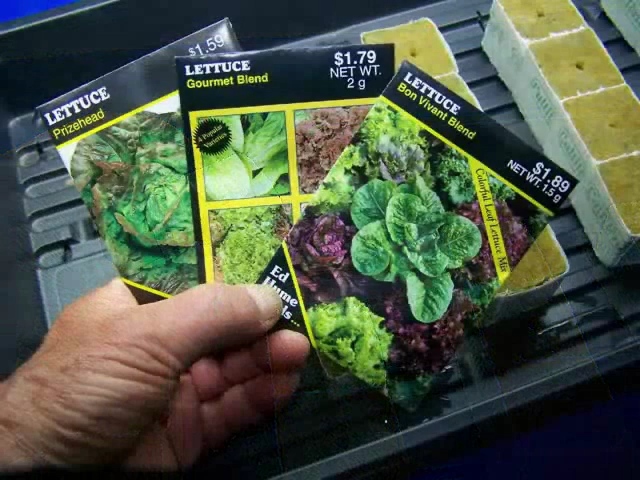 $1.59
LETTUCE
Prizehead
LETTUCE
Gourmet Blend
$1.79
NET WT.
2 g
4 Popular
Varieties
LETTUCE
Bon Vivant Blend
$1.89
NET WT. 1.5 g
Colorful Leaf Lettuce Mix
Ed
Hume